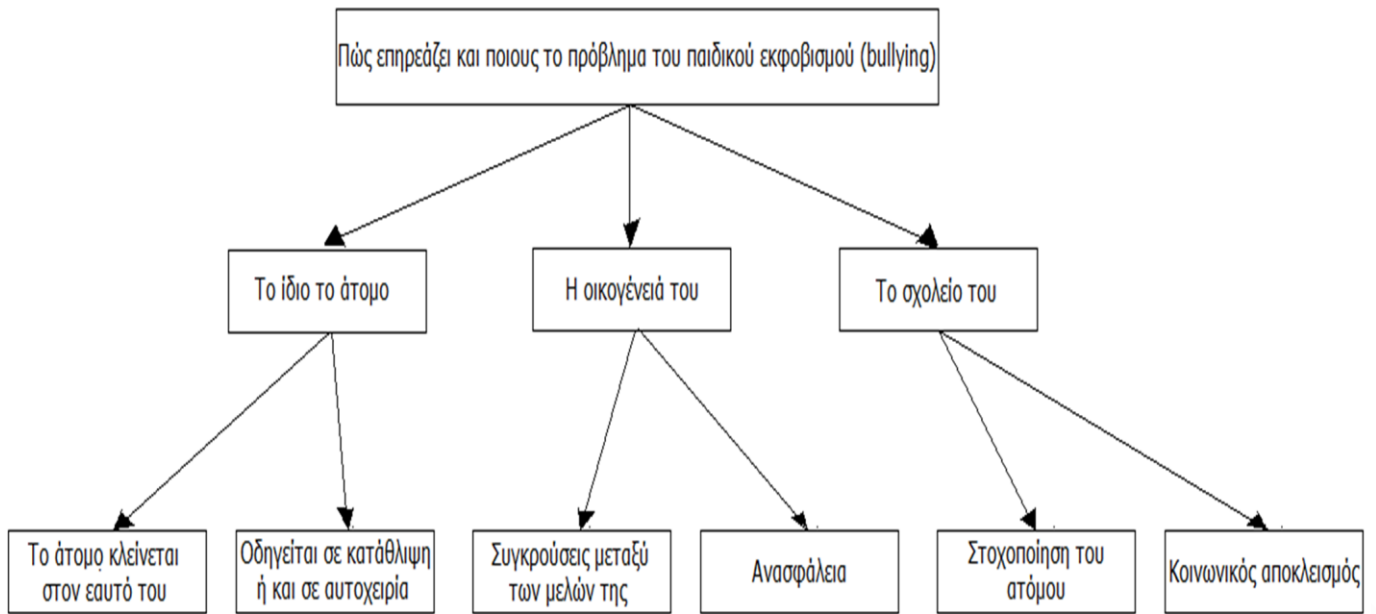 Πώς επηρεάζει και ποιους το πρόβλημα του παιδικού εκφοβισμού (bullying)
Το ίδιο το άτομο
Η οικογένειά του
Το σχολείο του
Το άτομο κλείνεται
στον εαυτό του
Οδηγείται σε κατάθλιψη
ή και σε αυτοχειρία
Συγκρούσεις μεταξύ
των μελών της
Ανασφάλεια
Στοχοποίηση του
ατόμου
Κοινωνικός αποκλεισμός